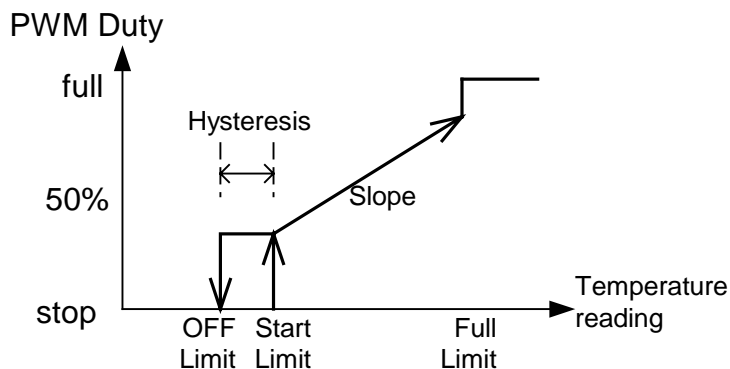 PWM Duty
full
Hysteresis
50%
Slope
stop
OFF Limit
Start Limit
Full Limit
Temperature
reading